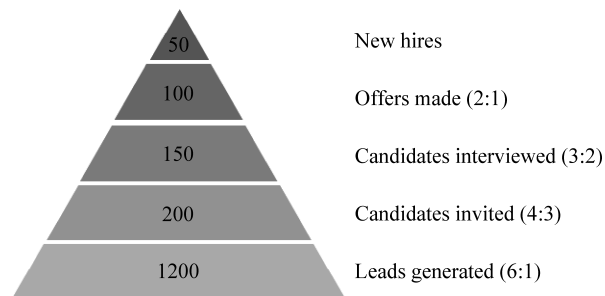 50 New hires
100 Offers made (2:1)
150 Candidates interviewed (3:2)
200 Candidates invited (4:3)
1200 Leads generated (6:1)